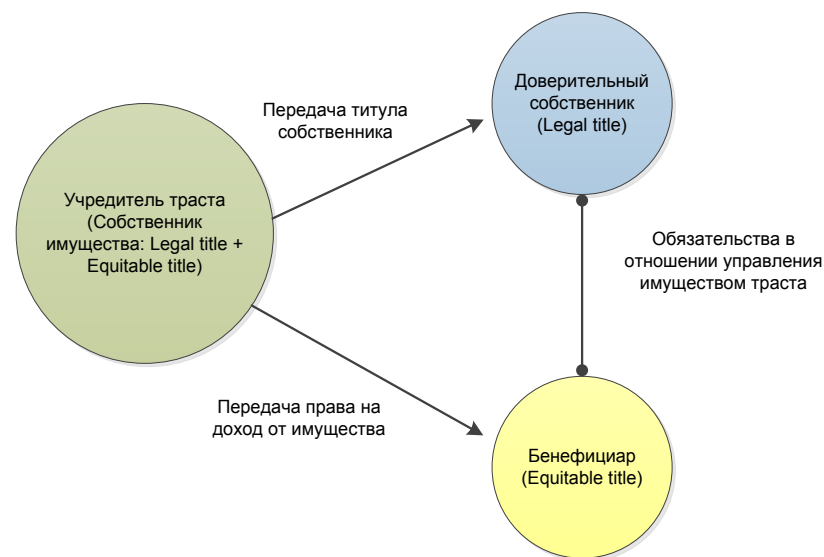 Доверительный
собственник
(Legal title)
Передача титула
собственника
Учредитель траста
(Собственник
имущества: Legal title +
Equitable title)
Обязательства в
отношении управления
имуществом траста
Передача права на
доход от имущества
Бенефициар
(Equitable title)